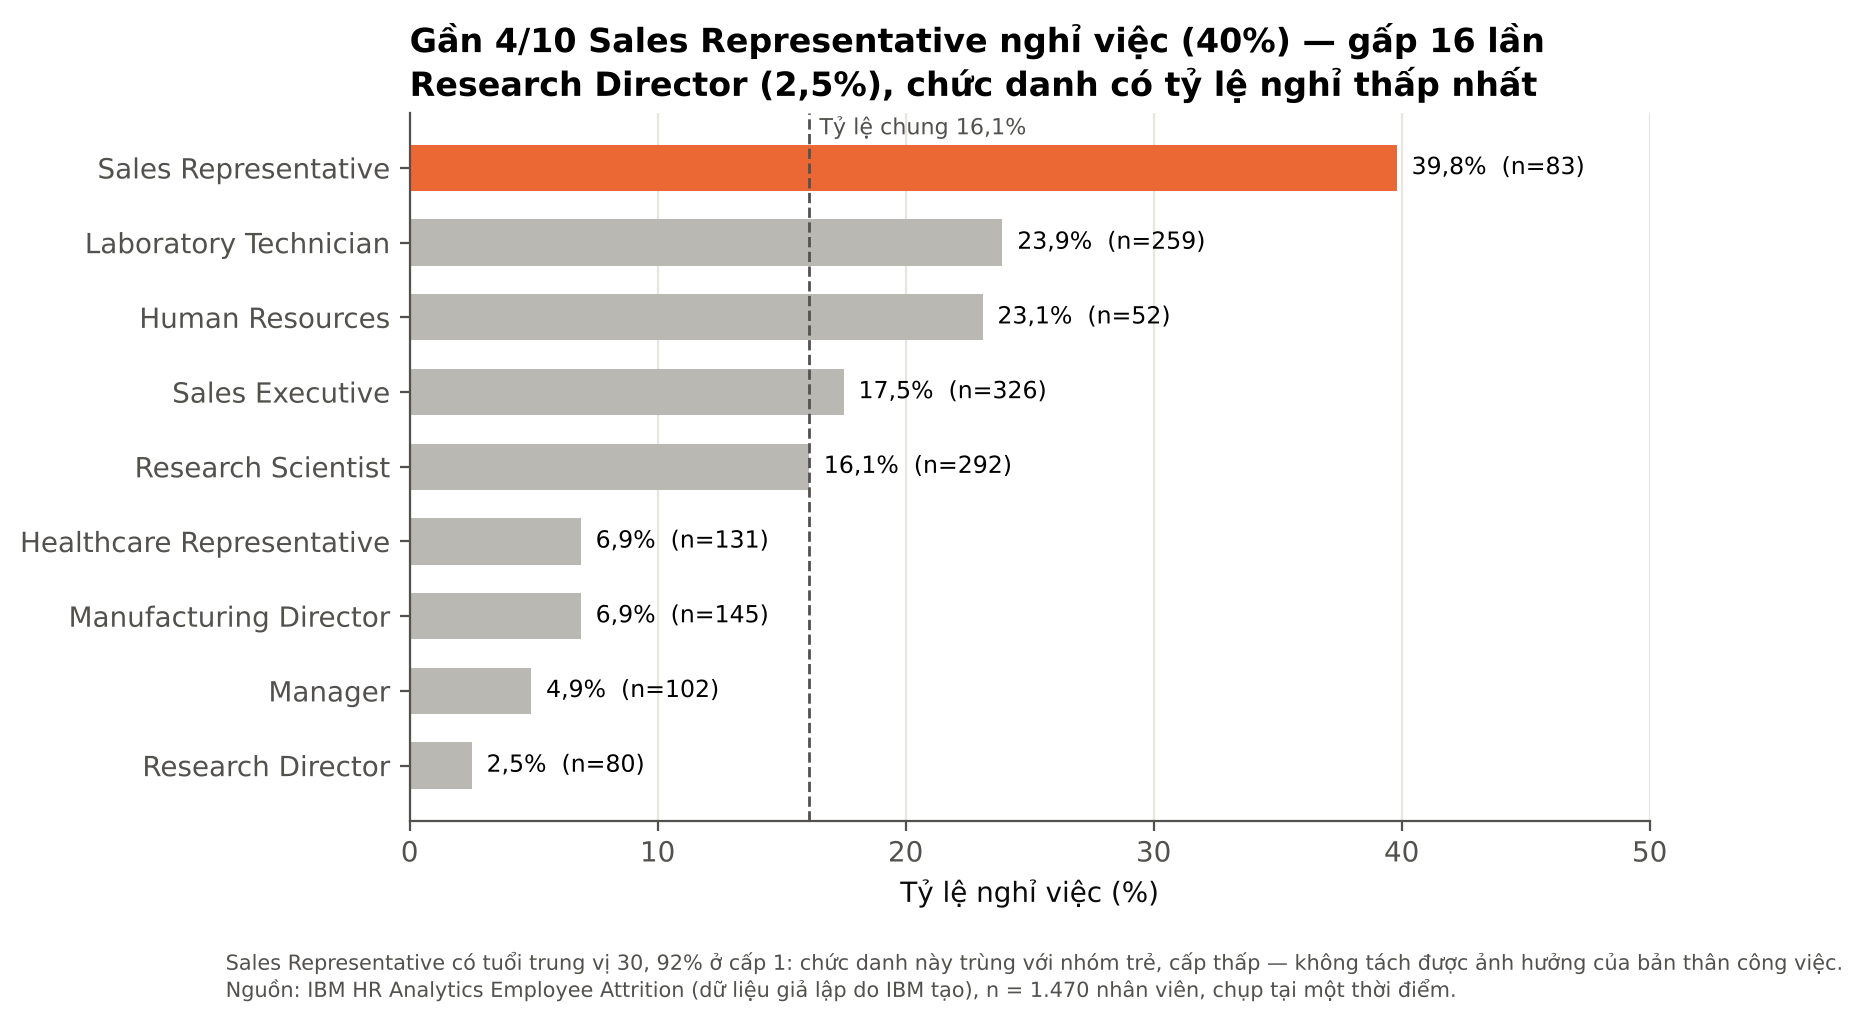 Gần 4/10 Sales Representative nghỉ việc (40%) — gấp 16 lần
Research Director (2,5%), chức danh có tỷ lệ nghỉ thấp nhất
Tỷ lệ chung 16,1%
Sales Representative 39,8% (n=83)
Laboratory Technician 23,9% (n=259)
Human Resources 23,1% (n=52)
Sales Executive 17,5% (n=326)
Research Scientist 16,1% (n=292)
Healthcare Representative 6,9% (n=131)
Manufacturing Director 6,9% (n=145)
Manager 4,9% (n=102)
Research Director 2,5% (n=80)
0 10 20 30 40 50
Tỷ lệ nghỉ việc (%)
Sales Representative có tuổi trung vị 30, 92% ở cấp 1: chức danh này trùng với nhóm trẻ, cấp thấp — không tách được ảnh hưởng của bản thân công việc.
Nguồn: IBM HR Analytics Employee Attrition (dữ liệu giả lập do IBM tạo), n = 1.470 nhân viên, chụp tại một thời điểm.